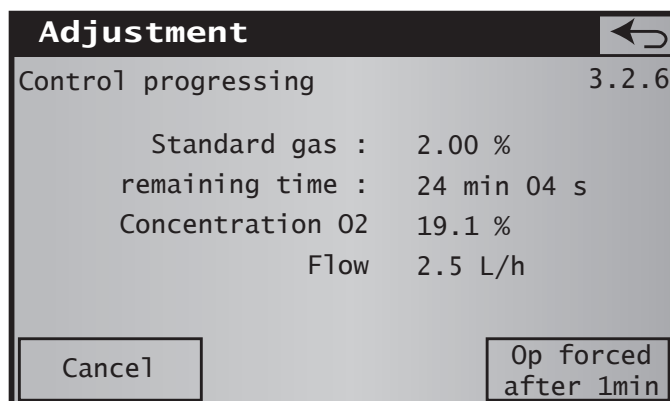 Adjustment
Control progressing 3.2.6
Standard gas : 2.00 %
remaining time : 24 min 04 s
Concentration O2 19.1 %
Flow 2.5 L/h
Cancel
Op forced
after 1min